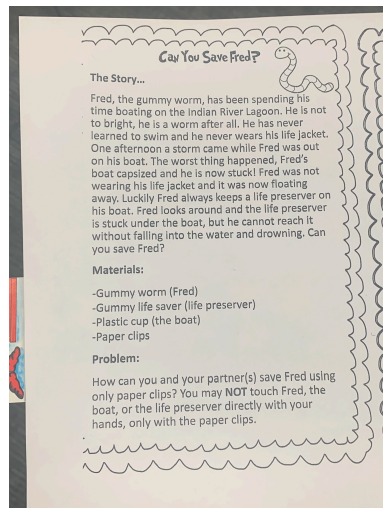 Can You Save Fred?
The Story...
Fred, the gummy worm, has been spending his
time boating on the Indian River Lagoon. He is not
to bright, he is a worm after all. He has never
learned to swim and he never wears his life jacket.
One afternoon a storm came while Fred was out
on his boat. The worst thing happened, Fred's
boat capsized and he is now stuck! Fred was not
wearing his life jacket and it was now floating
away. Luckily Fred always keeps a life preserver on
his boat. Fred looks around and the life preserver
is stuck under the boat, but he cannot reach it
without falling into the water and drowning. Can
you save Fred?
Materials:
-Gummy worm (Fred)
-Gummy life saver (life preserver)
-Plastic cup (the boat)
-Paper clips
Problem:
How can you and your partner(s) save Fred using
only paper clips? You may NOT touch Fred, the
boat, or the life preserver directly with your
hands, only with the paper clips.